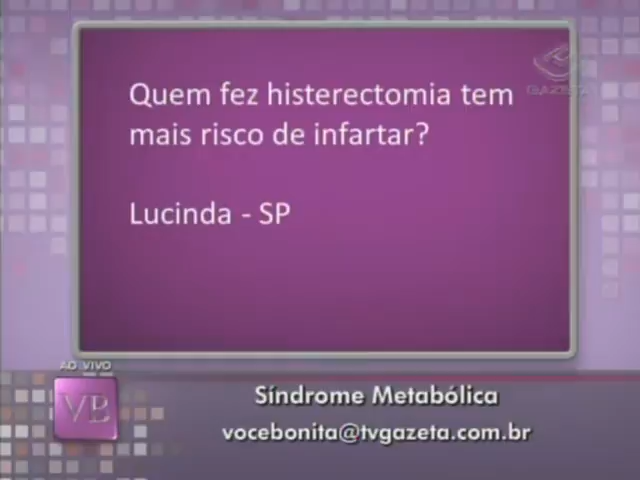 GAZETA
Quem fez histerectomia tem
mais risco de infartar?
Lucinda - SP
AO VIVO
VB
Síndrome Metabólica
vocebonita@tvgazeta.com.br